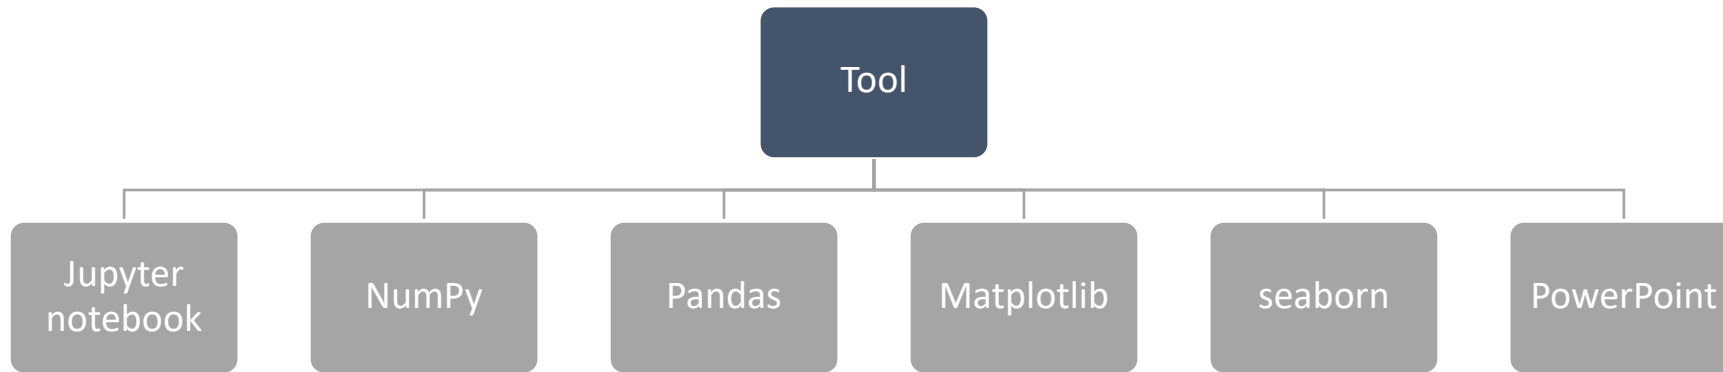 Tool
Jupyter
notebook
NumPy
Pandas
Matplotlib
seaborn
PowerPoint